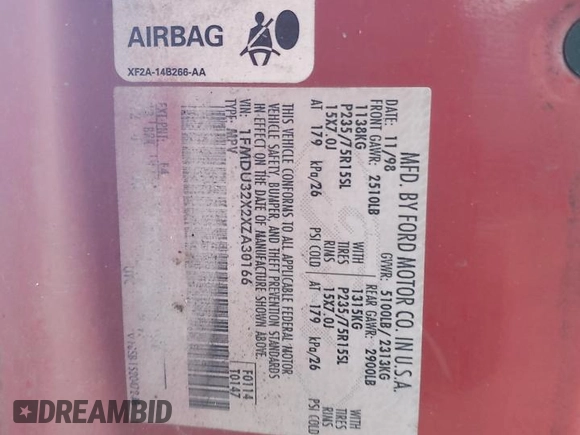 AIRBAG
XF2A-14B266-AA
MFD. BY FORD MOTOR CO. IN U.S.A.
DATE: 11/98 GVWR: 5100LB/2313KG
FRONT GAWR: 2510LB REAR GAWR: 2900LB
1138KG WITH 1315KG WITH
P235/75R15SL TIRES P235/75R15SL TIRES
15X7.0J RIMS 15X7.0J RIMS
AT 179 kPa/26 PSI COLD AT 179 kPa/26 PSI COLD
THIS VEHICLE CONFORMS TO ALL APPLICABLE FEDERAL MOTOR
VEHICLE SAFETY, BUMPER, AND THEFT PREVENTION STANDARDS
IN EFFECT ON THE DATE OF MANUFACTURE SHOWN ABOVE.
VIN: 1FMDU32X2XZA30166 F0114
TYPE: MPV T0147
DREAMBID